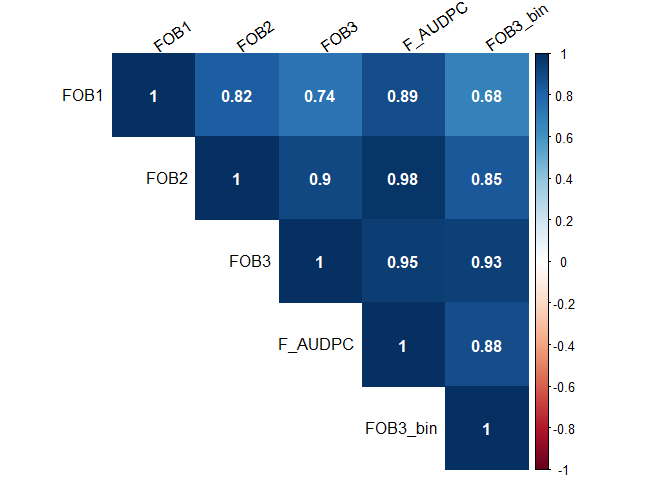 FOB1 FOB2 FOB3 F_AUDPC FOB3_bin
FOB1 1 0.82 0.74 0.89 0.68
FOB2 1 0.9 0.98 0.85
FOB3 1 0.95 0.93
F_AUDPC 1 0.88
FOB3_bin 1
1
0.8
0.6
0.4
0.2
0
-0.2
-0.4
-0.6
-0.8
-1